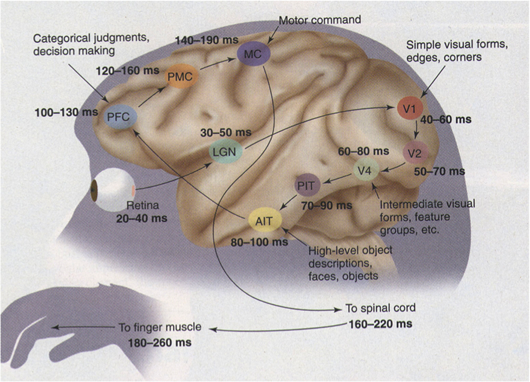 Motor command
Categorical judgments,
decision making
140–190 ms
MC
Simple visual forms,
edges, corners
120–160 ms
PMC
100–130 ms
PFC
V1
40–60 ms
30–50 ms
LGN
60–80 ms
V2
V4
50–70 ms
PIT
Retina
20–40 ms
70–90 ms
Intermediate visual
forms, feature
groups, etc.
AIT
80–100 ms
High-level object
descriptions,
faces, objects
To spinal cord
160–220 ms
To finger muscle
180–260 ms